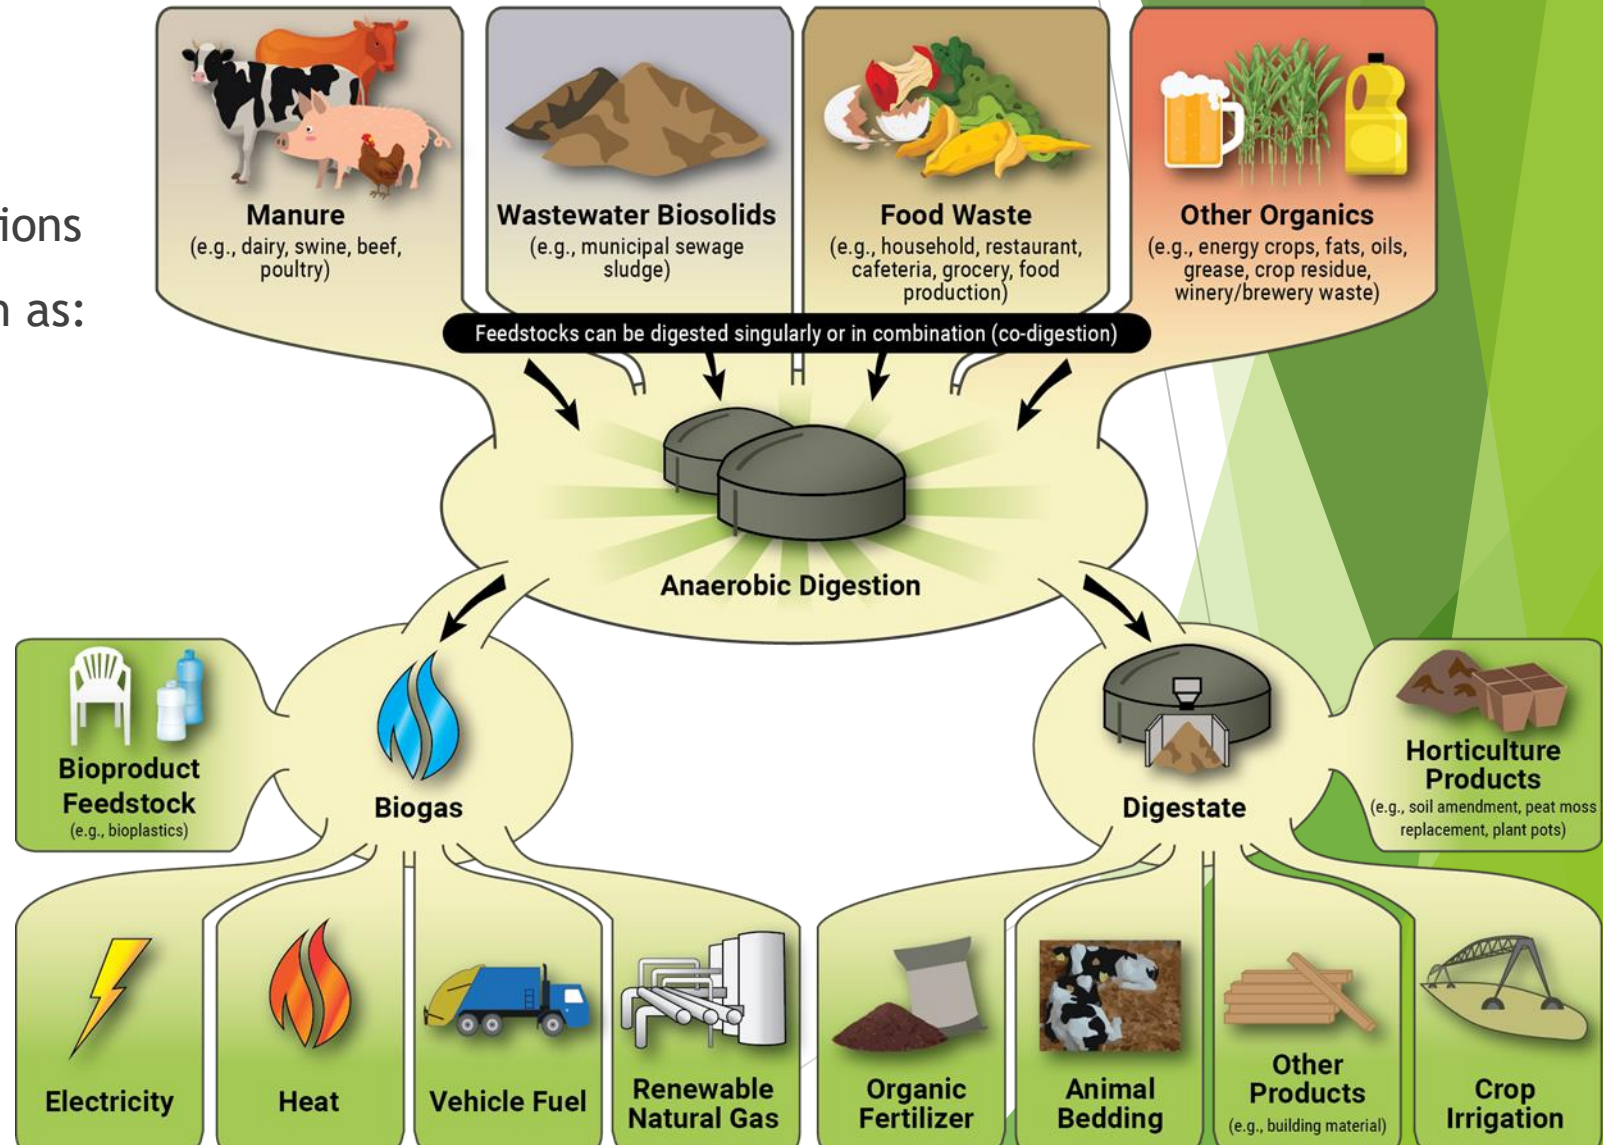 ions
n as:
Manure
(e.g., dairy, swine, beef,
poultry)
Wastewater Biosolids
(e.g., municipal sewage
sludge)
Food Waste
(e.g., household, restaurant,
cafeteria, grocery, food
production)
Other Organics
(e.g., energy crops, fats, oils,
grease, crop residue,
winery/brewery waste)
Feedstocks can be digested singularly or in combination (co-digestion)
Anaerobic Digestion
Bioproduct
Feedstock
(e.g., bioplastics)
Biogas
Digestate
Horticulture
Products
(e.g., soil amendment, peat moss
replacement, plant pots)
Electricity
Heat
Vehicle Fuel
Renewable
Natural Gas
Organic
Fertilizer
Animal
Bedding
Other
Products
(e.g., building material)
Crop
Irrigation